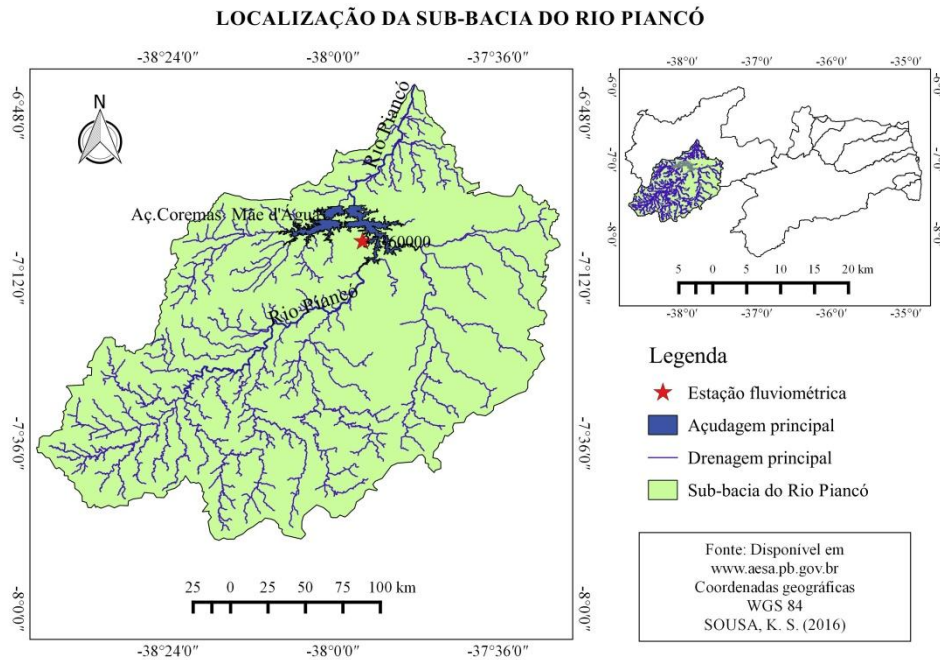 LOCALIZAÇÃO DA SUB-BACIA DO RIO PIANCÓ
-38°24'0" -38°0'0" -37°36'0"
-6°48'0"
-7°12'0"
-7°36'0"
-8°0'0"
N
Rio Piancó
Aç.Coremas Mãe d'Água
60000
Rio Piancó
25 0 25 50 75 100 km
-6°48'0"
-7°12'0"
-7°36'0"
-8°0'0"
-38°24'0" -38°0'0" -37°36'0"
-38°0 -37°0 -36°0 -35°0
-6°0
-7°0
-8°0
5 0 5 10 15 20 km
-6°0
-7°0
-8°0
-38°0 -37°0 -36°0 -35°0
Legenda
Estação fluviométrica
Açudagem principal
Drenagem principal
Sub-bacia do Rio Piancó
Fonte: Disponível em
www.aesa.pb.gov.br
Coordenadas geográficas
WGS 84
SOUSA, K. S. (2016)